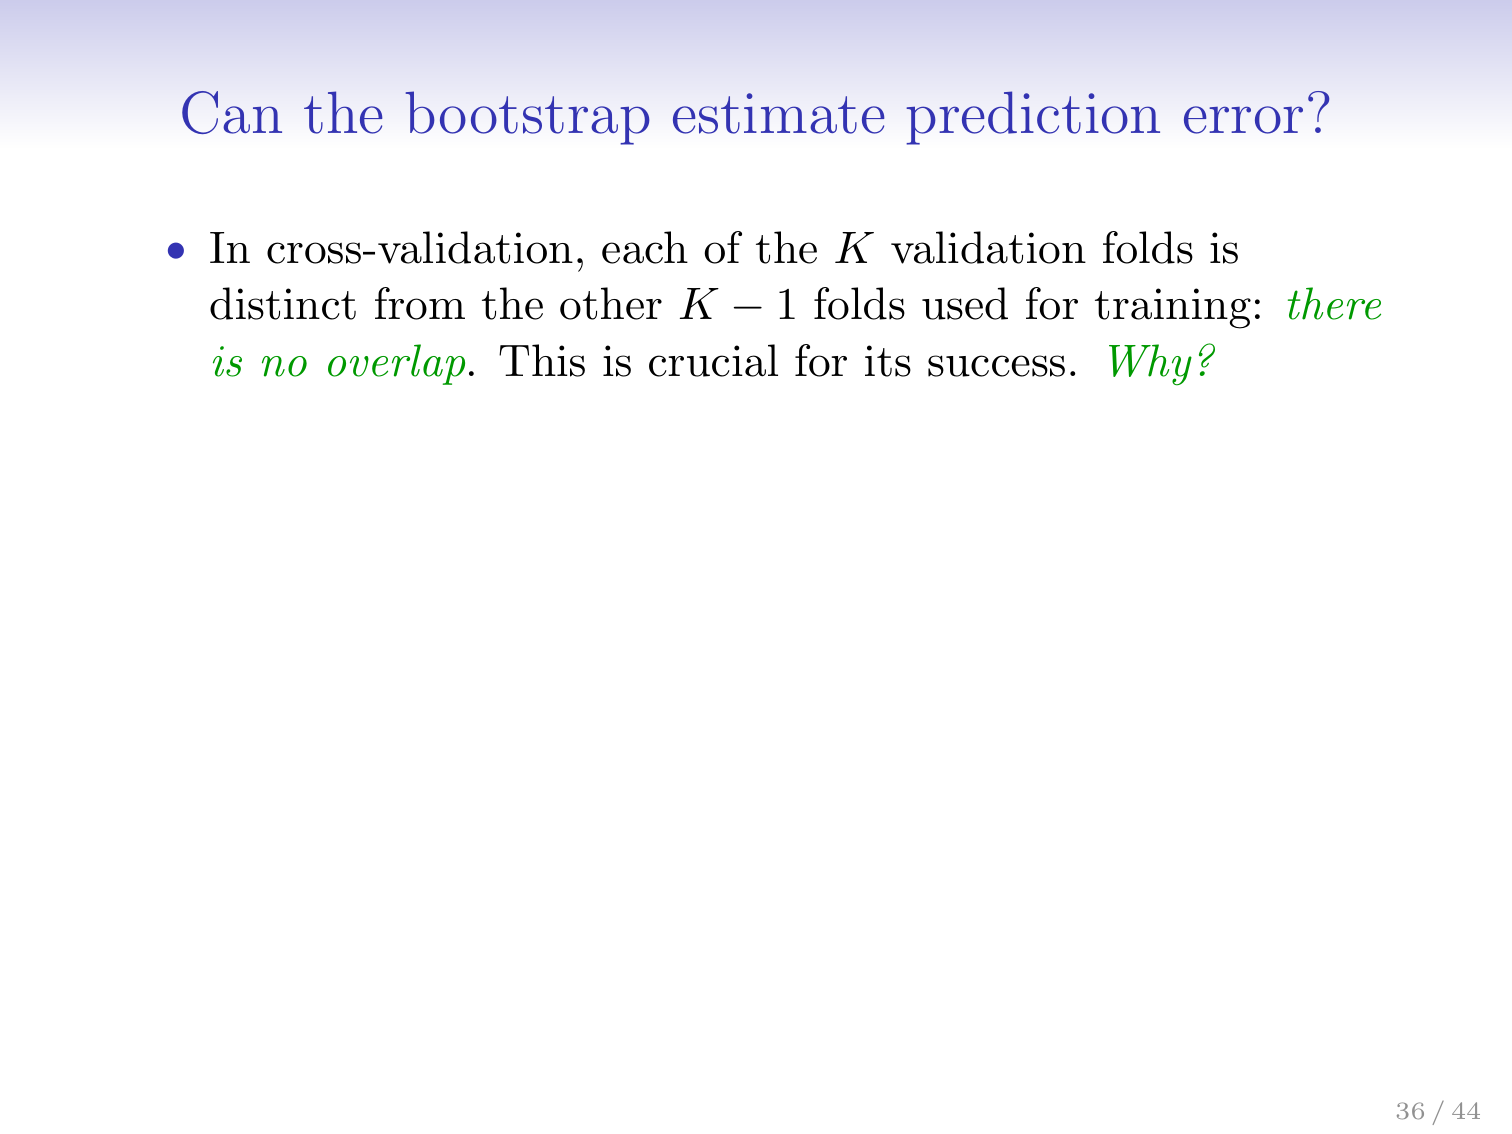 Can the bootstrap estimate prediction error?
• In cross-validation, each of the K validation folds is
distinct from the other K − 1 folds used for training: there
is no overlap. This is crucial for its success. Why?
36 / 44